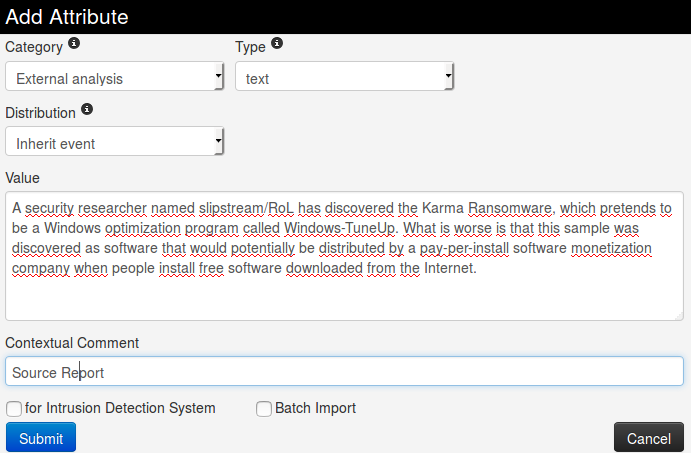 Add Attribute
Category Type
External analysis text
Distribution
Inherit event
Value
A security researcher named slipstream/RoL has discovered the Karma Ransomware, which pretends to
be a Windows optimization program called Windows-TuneUp. What is worse is that this sample was
discovered as software that would potentially be distributed by a pay-per-install software monetization
company when people install free software downloaded from the Internet.
Contextual Comment
Source Report
for Intrusion Detection System Batch Import
Submit Cancel